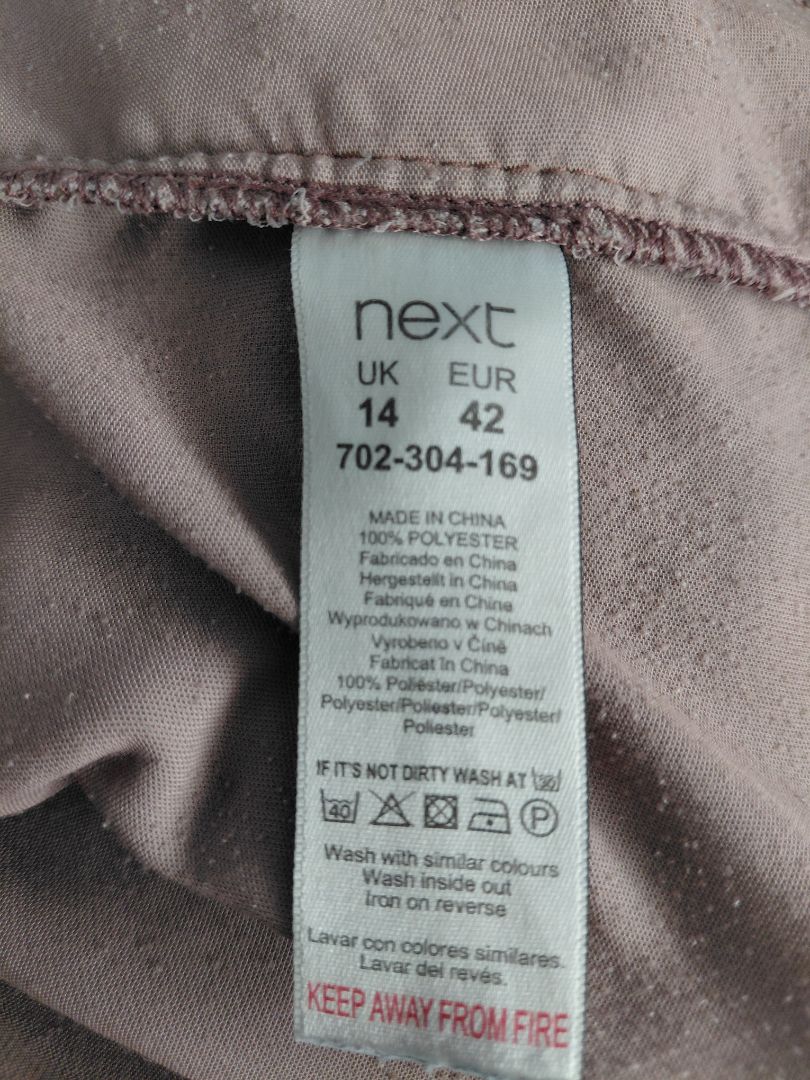 next
UK EUR
14 42
702-304-169
MADE IN CHINA
100% POLYESTER
Fabricado en China
Hergestellt in China
Fabriqué en Chine
Wyprodukowano w Chinach
Vyrobeno v Číně
Fabricat în China
100% Poliéster/Polyester/
Polyester/Poliester/Polyester/
Poliester
IF IT'S NOT DIRTY WASH AT 30
40 P
Wash with similar colours
Wash inside out
Iron on reverse
Lavar con colores similares.
Lavar del revés.
KEEP AWAY FROM FIRE